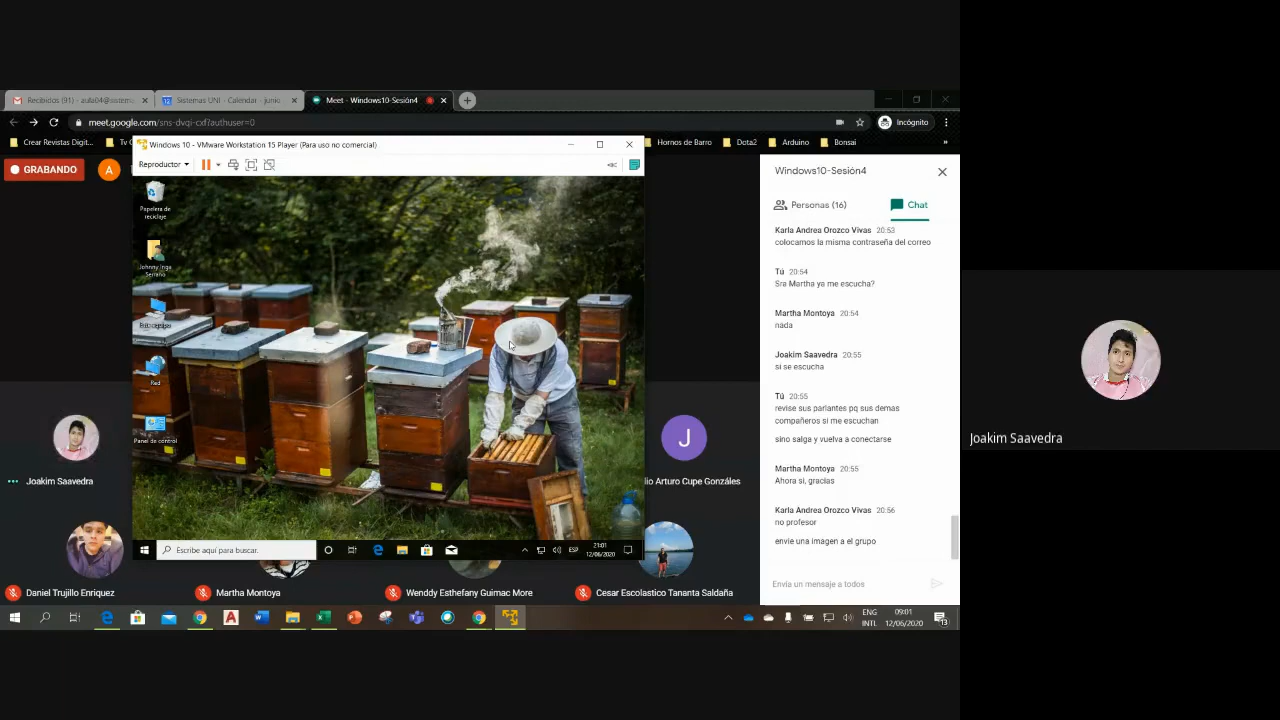 Recibidos (91) - aula04@sistema
Sistemas UNI - Calendar - juni
Meet - Windows10-Sesión4
meet.google.com/sns-dvqi-cxf?authuser=0
Incógnito
Crear Revistas Digit...
Hornos de Barro
Dota2
Arduino
Bonsai
»
Windows 10 - VMware Workstation 15 Player (Para uso no comercial)
GRABANDO
A
Reproductor
Papelera de
reciclaje
Johnny Inga
Serrano
Red
Panel de control
Escribe aquí para buscar.
ESP
21:01
12/06/2020
Windows10-Sesión4
Personas (16)
Chat
Karla Andrea Orozco Vivas 20:53
colocamos la misma contraseña del correo
Tú 20:54
Sra Martha ya me escucha?
Martha Montoya 20:54
nada
Joakim Saavedra 20:55
si se escucha
Tú 20:55
revise sus parlantes pq sus demas
compañeros si me escuchan
sino salga y vuelva a conectarse
Martha Montoya 20:55
Ahora si, gracias
Karla Andrea Orozco Vivas 20:56
no profesor
envie una imagen a el grupo
Envía un mensaje a todos
Joakim Saavedra
J
lio Arturo Cupe Gonzáles
Daniel Trujillo Enriquez
Martha Montoya
Wenddy Esthefany Guimac More
Cesar Escolastico Tananta Saldaña
ENG
INTL
09:01
12/06/2020
13
Joakim Saavedra